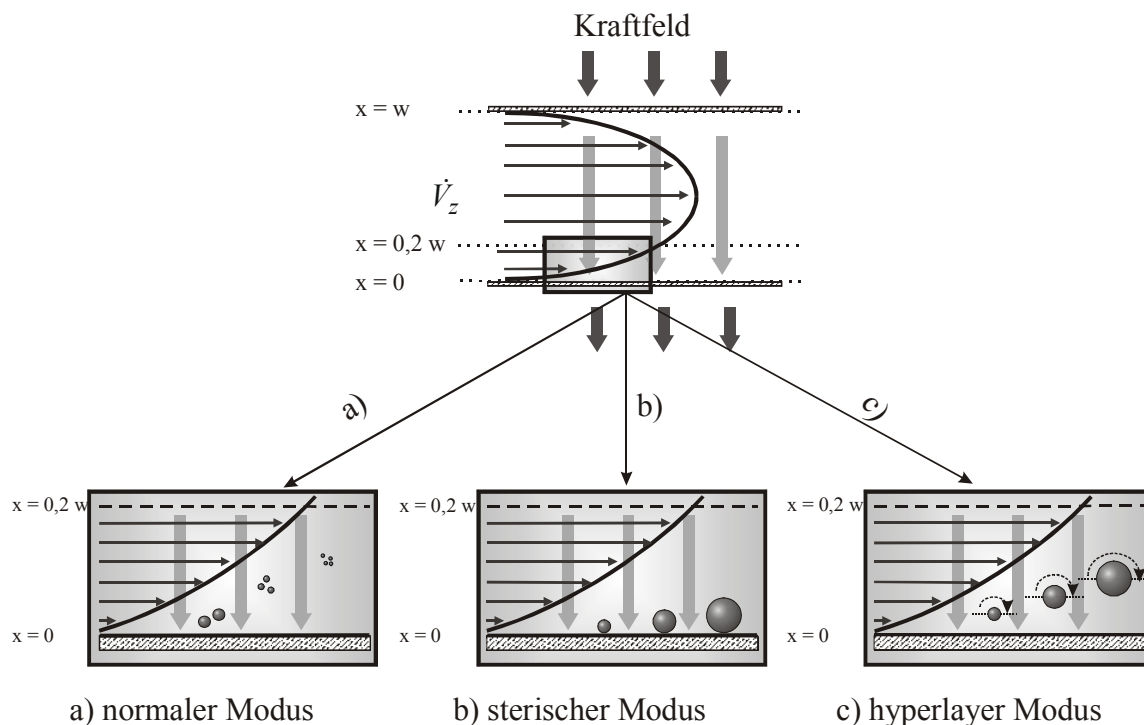 Kraftfeld
x = w
V̇z
x = 0,2 w
x = 0
a)
b)
c)
x = 0,2 w
x = 0
x = 0,2 w
x = 0
x = 0,2 w
x = 0
a) normaler Modus
b) sterischer Modus
c) hyperlayer Modus